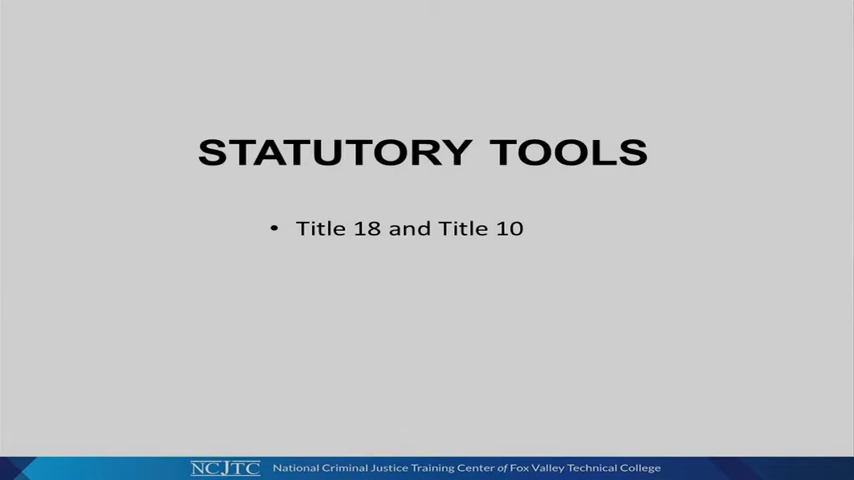 STATUTORY TOOLS
• Title 18 and Title 10
NCJTC National Criminal Justice Training Center of Fox Valley Technical College